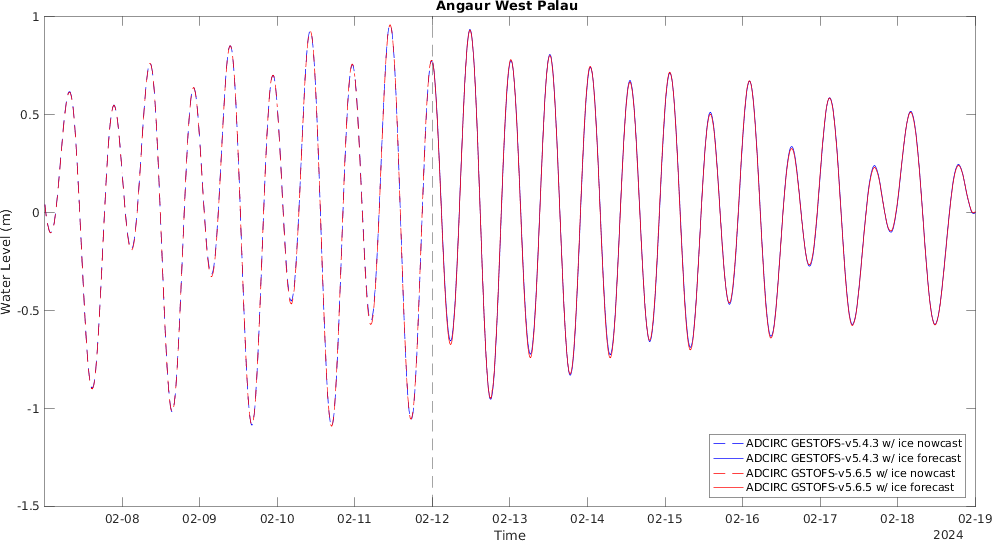 Angaur West Palau
1
0.5
0
-0.5
-1
-1.5
Water Level (m)
02-08 02-09 02-10 02-11 02-12 02-13 02-14 02-15 02-16 02-17 02-18 02-19
Time
2024
ADCIRC GESTOFS-v5.4.3 w/ ice nowcast
ADCIRC GESTOFS-v5.4.3 w/ ice forecast
ADCIRC GSTOFS-v5.6.5 w/ ice nowcast
ADCIRC GSTOFS-v5.6.5 w/ ice forecast